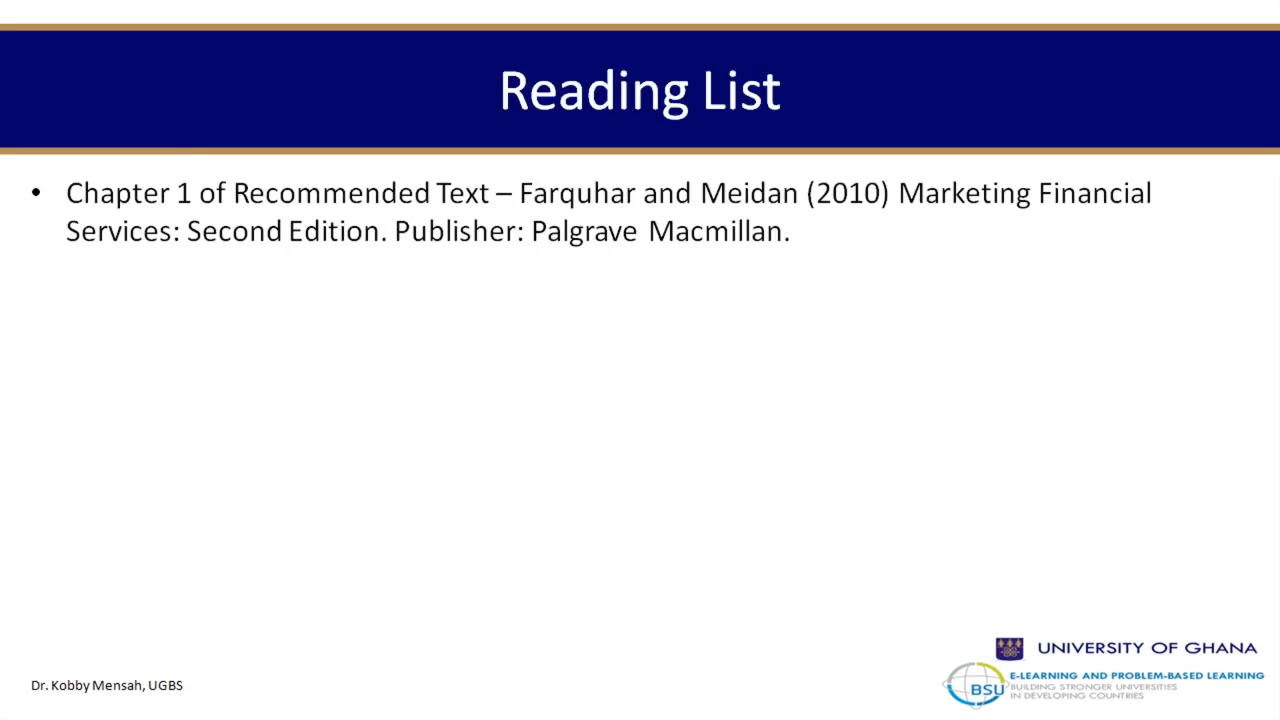 Reading List
• Chapter 1 of Recommended Text – Farquhar and Meidan (2010) Marketing Financial
Services: Second Edition. Publisher: Palgrave Macmillan.
UNIVERSITY OF GHANA
Dr. Kobby Mensah, UGBS
BSU
E-LEARNING AND PROBLEM-BASED LEARNING
BUILDING STRONGER UNIVERSITIES
IN DEVELOPING COUNTRIES